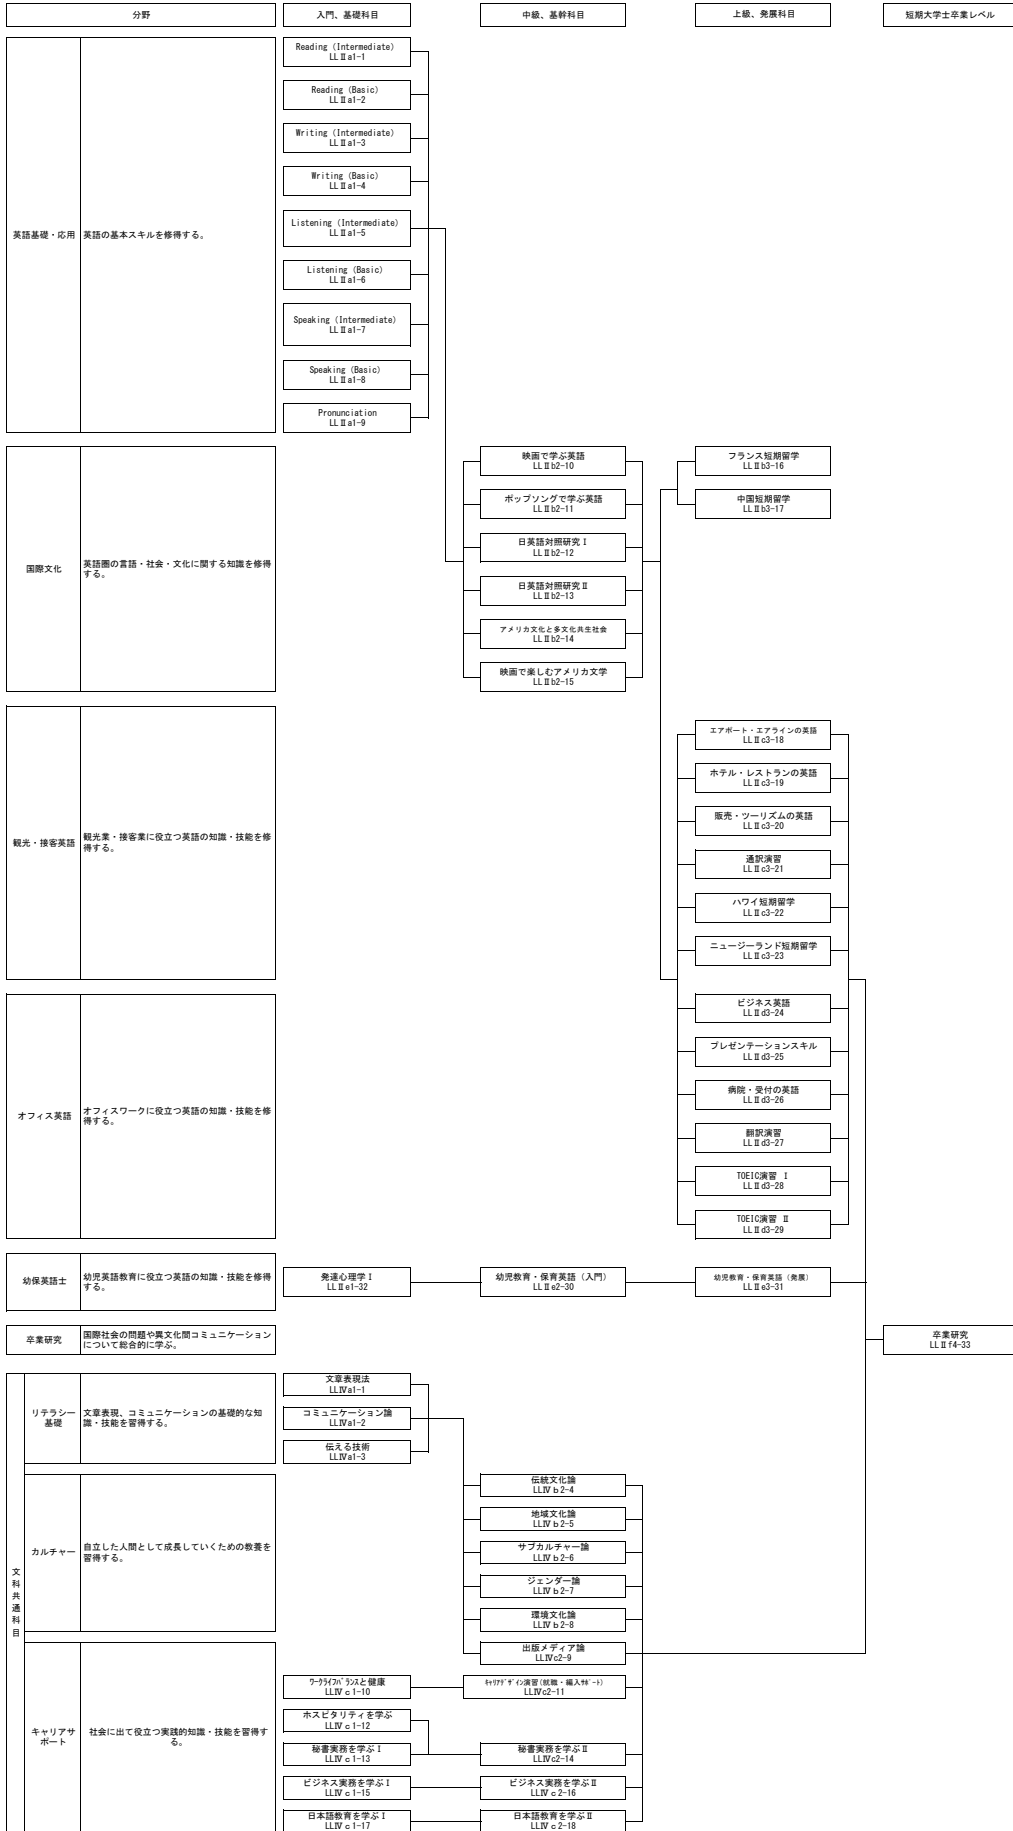 分野
入門、基礎科目
中級、基幹科目
上級、発展科目
短期大学士卒業レベル
英語基礎・応用
英語の基本スキルを修得する。
Reading (Intermediate)
LLⅡa1-1
Reading (Basic)
LLⅡa1-2
Writing (Intermediate)
LLⅡa1-3
Writing (Basic)
LLⅡa1-4
Listening (Intermediate)
LLⅡa1-5
Listening (Basic)
LLⅡa1-6
Speaking (Intermediate)
LLⅡa1-7
Speaking (Basic)
LLⅡa1-8
Pronunciation
LLⅡa1-9
国際文化
英語圏の言語・社会・文化に関する知識を修得
する。
映画で学ぶ英語
LLⅡb2-10
ポップソングで学ぶ英語
LLⅡb2-11
日英語対照研究Ⅰ
LLⅡb2-12
日英語対照研究Ⅱ
LLⅡb2-13
アメリカ文化と多文化共生社会
LLⅡb2-14
映画で楽しむアメリカ文学
LLⅡb2-15
フランス短期留学
LLⅡb3-16
中国短期留学
LLⅡb3-17
観光・接客英語
観光業・接客業に役立つ英語の知識・技能を修
得する。
エアポート・エアラインの英語
LLⅡc3-18
ホテル・レストランの英語
LLⅡc3-19
販売・ツーリズムの英語
LLⅡc3-20
通訳演習
LLⅡc3-21
ハワイ短期留学
LLⅡc3-22
ニュージーランド短期留学
LLⅡc3-23
オフィス英語
オフィスワークに役立つ英語の知識・技能を修
得する。
ビジネス英語
LLⅡd3-24
プレゼンテーションスキル
LLⅡd3-25
病院・受付の英語
LLⅡd3-26
翻訳演習
LLⅡd3-27
TOEIC演習 Ⅰ
LLⅡd3-28
TOEIC演習 Ⅱ
LLⅡd3-29
幼保英語士
幼児英語教育に役立つ英語の知識・技能を修得
する。
発達心理学Ⅰ
LLⅡe1-32
幼児教育・保育英語（入門）
LLⅡe2-30
幼児教育・保育英語（発展）
LLⅡe3-31
卒業研究
国際社会の問題や異文化間コミュニケーション
について総合的に学ぶ。
卒業研究
LLⅡf4-33
文科共通科目
リテラシー
基礎
文章表現、コミュニケーションの基礎的な知
識・技能を習得する。
文章表現法
LLⅣa1-1
コミュニケーション論
LLⅣa1-2
伝える技術
LLⅣa1-3
カルチャー
自立した人間として成長していくための教養を
習得する。
伝統文化論
LLⅣｂ2-4
地域文化論
LLⅣｂ2-5
サブカルチャー論
LLⅣｂ2-6
ジェンダー論
LLⅣｂ2-7
環境文化論
LLⅣｂ2-8
出版メディア論
LLⅣc2-9
キャリアサ
ポート
社会に出て役立つ実践的知識・技能を習得す
る。
ﾜｰｸﾗｲﾌﾊﾞﾗﾝｽと健康
LLⅣｃ1-10
ｷｬﾘｱﾃﾞｻﾞｲﾝ演習(就職・編入ｻﾎﾟｰﾄ)
LLⅣc2-11
ホスピタリティを学ぶ
LLⅣｃ1-12
秘書実務を学ぶⅠ
LLⅣｃ1-13
秘書実務を学ぶⅡ
LLⅣc2-14
ビジネス実務を学ぶⅠ
LLⅣｃ1-15
ビジネス実務を学ぶⅡ
LLⅣｃ2-16
日本語教育を学ぶⅠ
LLⅣｃ1-17
日本語教育を学ぶⅡ
LLⅣｃ2-18